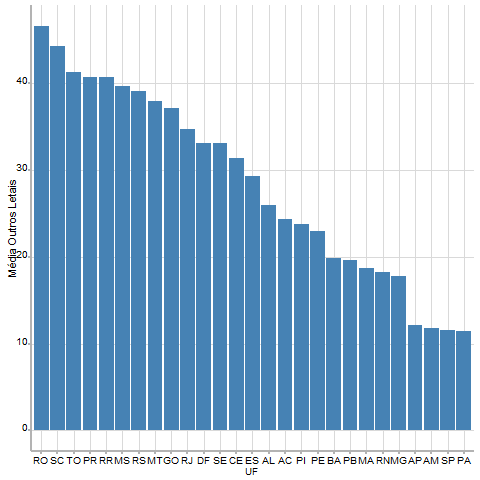 Média Outros Letais
40
30
20
10
0
RO SC TO PR RR MS RS MT GO RJ DF SE CE ES AL AC PI PE BA PB MA RN MG AP AM SP PA
UF